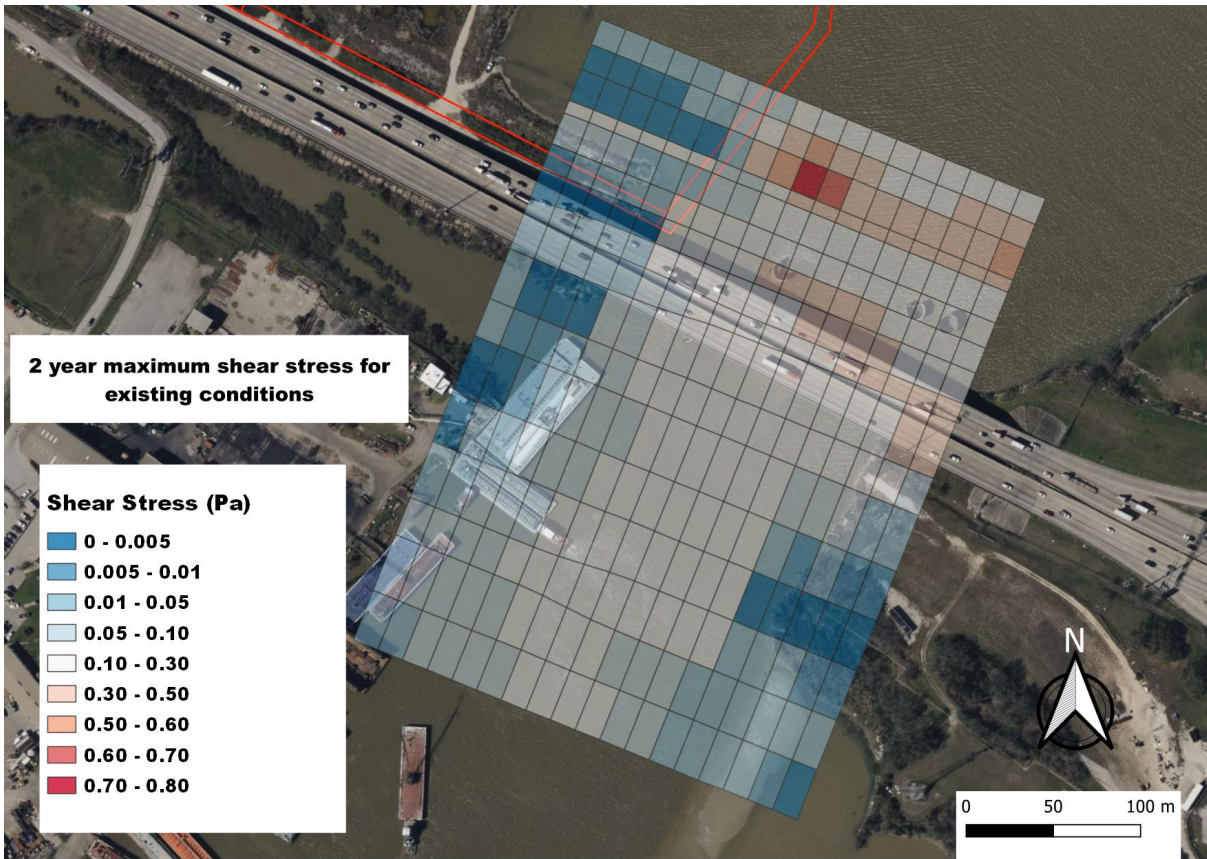 2 year maximum shear stress for
existing conditions
Shear Stress (Pa)
0 - 0.005
0.005 - 0.01
0.01 - 0.05
0.05 - 0.10
0.10 - 0.30
0.30 - 0.50
0.50 - 0.60
0.60 - 0.70
0.70 - 0.80
N
0 50 100 m